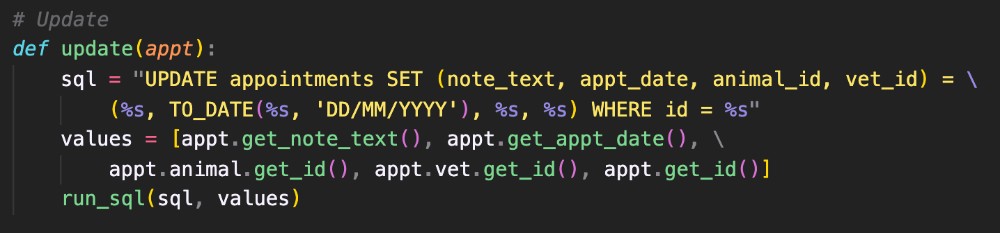 # Update
def update(appt):
    sql = "UPDATE appointments SET (note_text, appt_date, animal_id, vet_id) = \
        (%s, TO_DATE(%s, 'DD/MM/YYYY'), %s, %s) WHERE id = %s"
    values = [appt.get_note_text(), appt.get_appt_date(), \
        appt.animal.get_id(), appt.vet.get_id(), appt.get_id()]
    run_sql(sql, values)